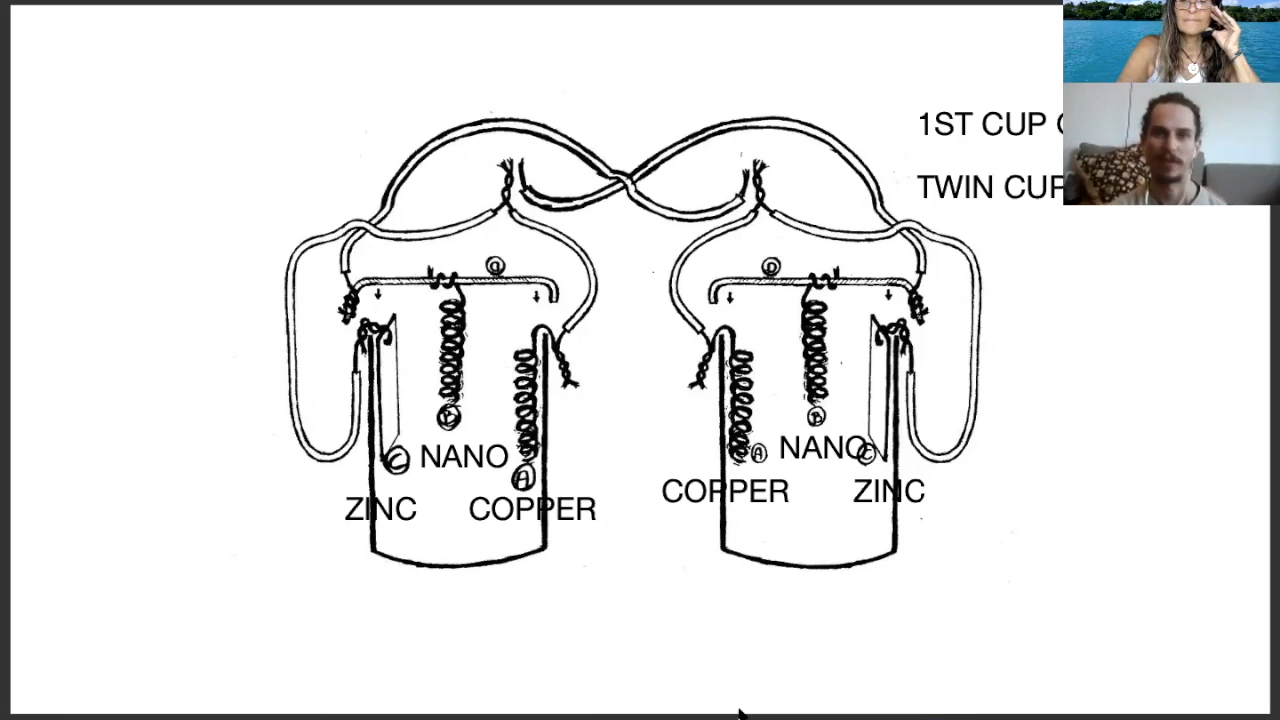 1ST CUP
TWIN CUP
D
D
B
B
NANO
NANO
C
A
A
C
COPPER
ZINC
ZINC
COPPER